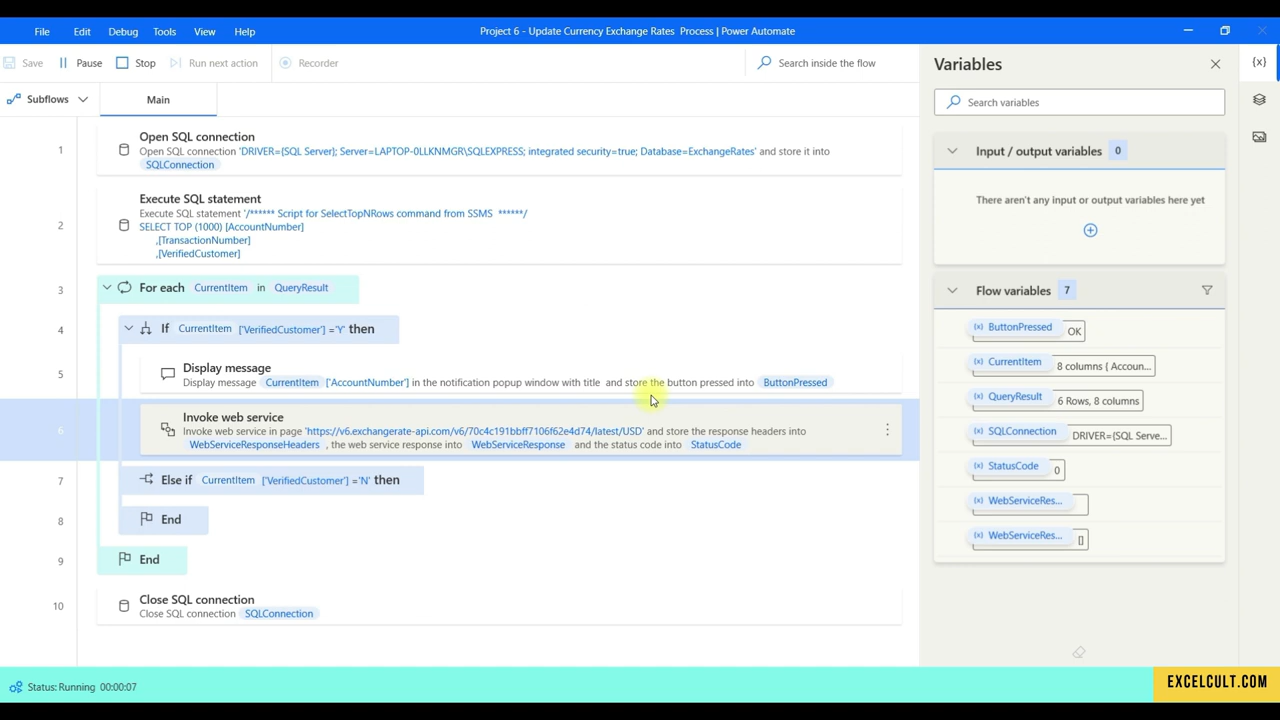 File Edit Debug Tools View Help Project 6 - Update Currency Exchange Rates Process | Power Automate
Save Pause Stop Run next action Recorder Search inside the flow
Subflows Main
1 Open SQL connection
Open SQL connection 'DRIVER={SQL Server}; Server=LAPTOP-0LLKNMGR\SQLEXPRESS; integrated security=true; Database=ExchangeRates' and store it into
SQLConnection
2 Execute SQL statement
Execute SQL statement '/****** Script for SelectTopNRows command from SSMS ******/
SELECT TOP (1000) [AccountNumber]
,[TransactionNumber]
,[VerifiedCustomer]
3 For each CurrentItem in QueryResult
4 If CurrentItem ['VerifiedCustomer'] ='Y' then
5 Display message
Display message CurrentItem ['AccountNumber'] in the notification popup window with title and store the button pressed into ButtonPressed
6 Invoke web service
Invoke web service in page 'https://v6.exchangerate-api.com/v6/70c4c191bbff7106f62e4d74/latest/USD' and store the response headers into
WebServiceResponseHeaders , the web service response into WebServiceResponse and the status code into StatusCode
7 Else if CurrentItem ['VerifiedCustomer'] ='N' then
8 End
9 End
10 Close SQL connection
Close SQL connection SQLConnection
Status: Running 00:00:07
Variables
{x}
Search variables
Input / output variables 0
There aren't any input or output variables here yet
Flow variables 7
(x) ButtonPressed OK
(x) CurrentItem 8 columns { Accoun...
(x) QueryResult 6 Rows, 8 columns
(x) SQLConnection DRIVER={SQL Serve...
(x) StatusCode 0
(x) WebServiceRes...
(x) WebServiceRes... []
EXCELCULT.COM